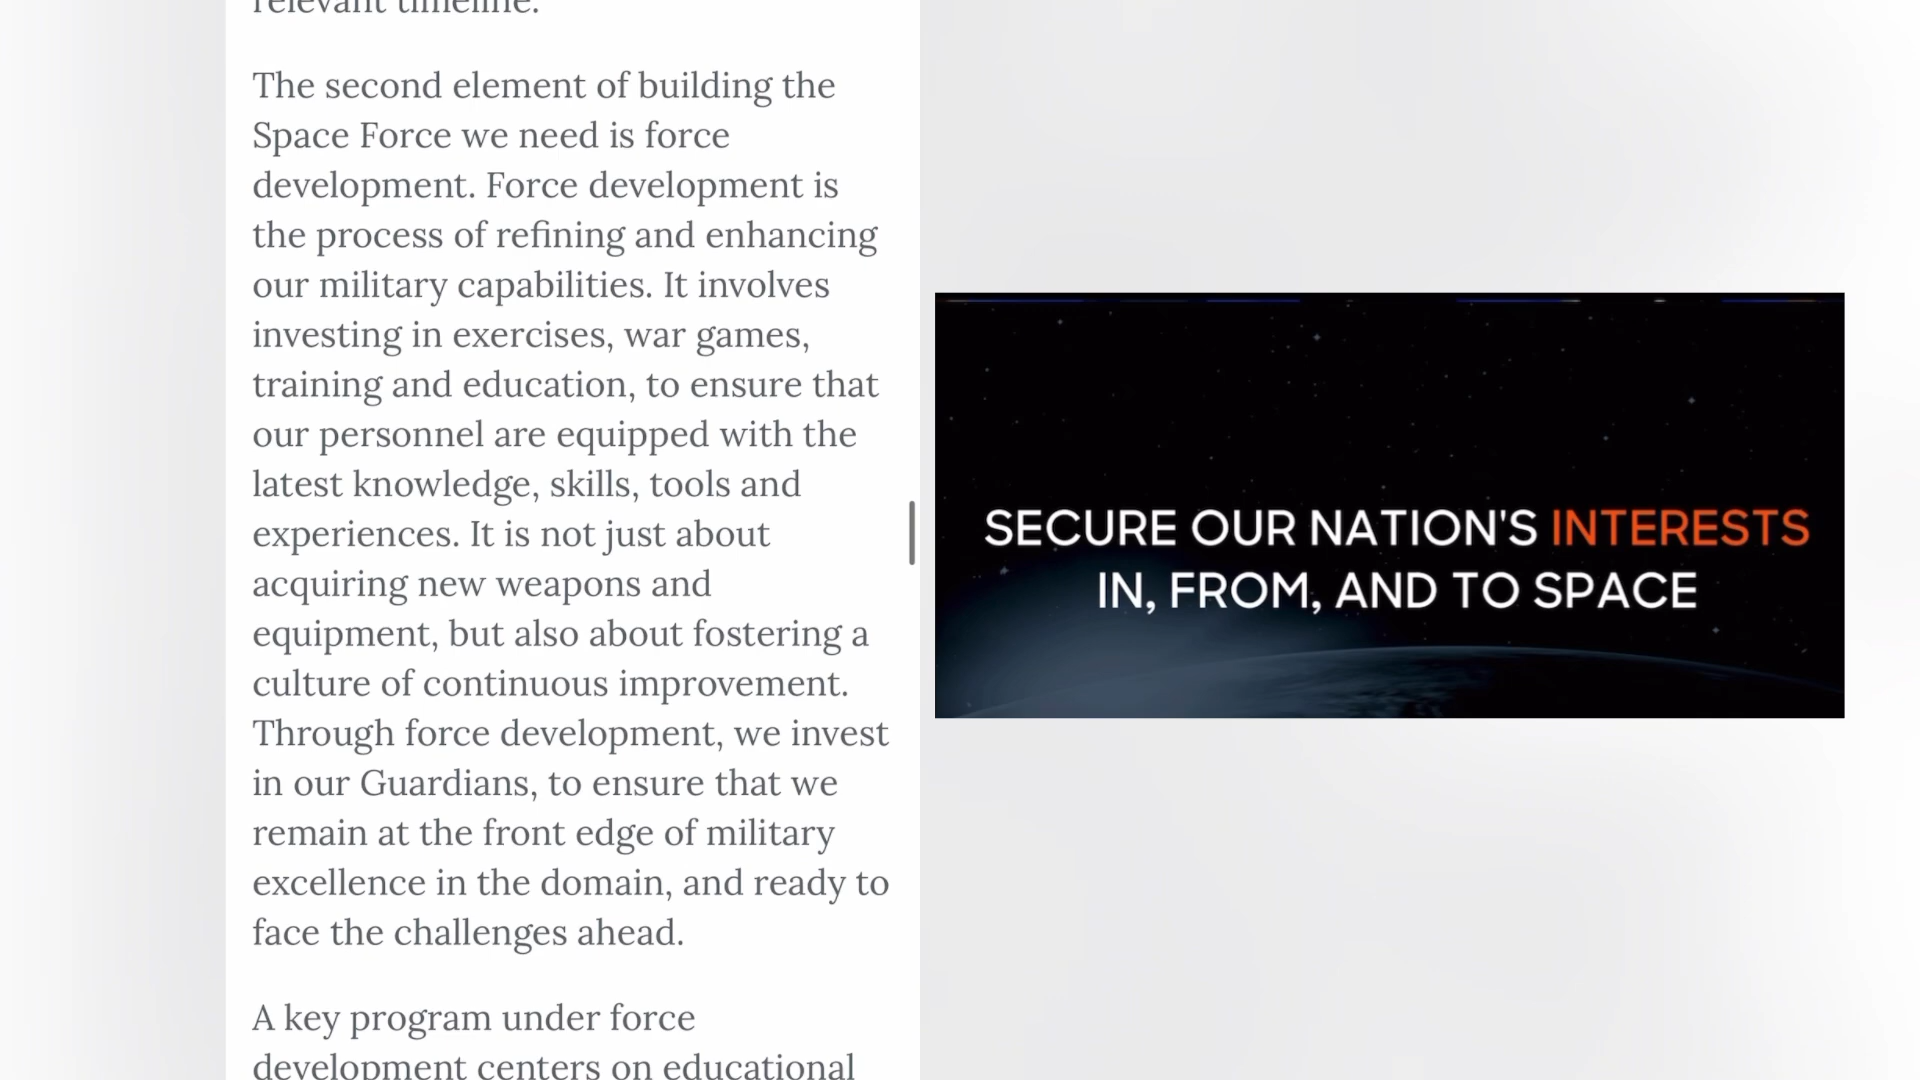 relevant timeline.
The second element of building the
Space Force we need is force
development. Force development is
the process of refining and enhancing
our military capabilities. It involves
investing in exercises, war games,
training and education, to ensure that
our personnel are equipped with the
latest knowledge, skills, tools and
experiences. It is not just about
acquiring new weapons and
equipment, but also about fostering a
culture of continuous improvement.
Through force development, we invest
in our Guardians, to ensure that we
remain at the front edge of military
excellence in the domain, and ready to
face the challenges ahead.
A key program under force
development centers on educational
SECURE OUR NATION'S INTERESTS
IN, FROM, AND TO SPACE